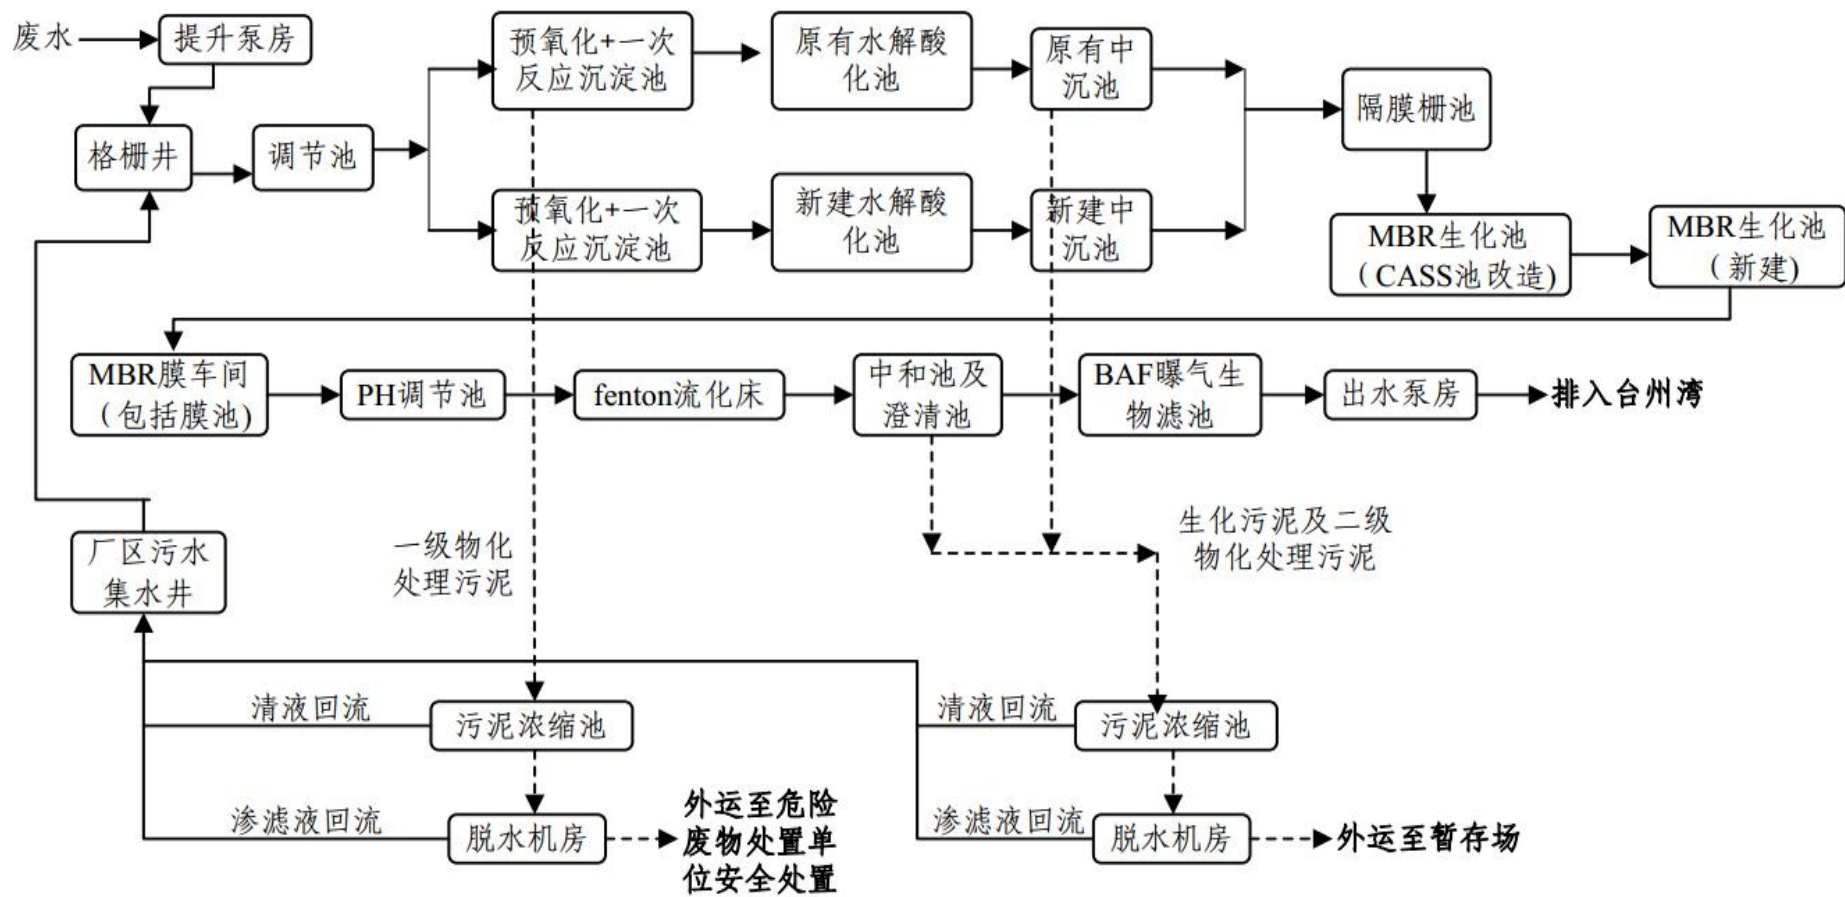 废水
提升泵房
预氧化+一次
反应沉淀池
原有水解酸
化池
原有中
沉池
隔膜栅池
格栅井
调节池
预氧化+一次
反应沉淀池
新建水解酸
化池
新建中
沉池
MBR生化池
（CASS池改造)
MBR生化池
（新建)
MBR膜车间
（包括膜池)
PH调节池
fenton流化床
中和池及
澄清池
BAF曝气生
物滤池
出水泵房
排入台州湾
厂区污水
集水井
一级物化
处理污泥
生化污泥及二级
物化处理污泥
清液回流
污泥浓缩池
清液回流
污泥浓缩池
渗滤液回流
脱水机房
外运至危险
废物处置单
位安全处置
渗滤液回流
脱水机房
外运至暂存场